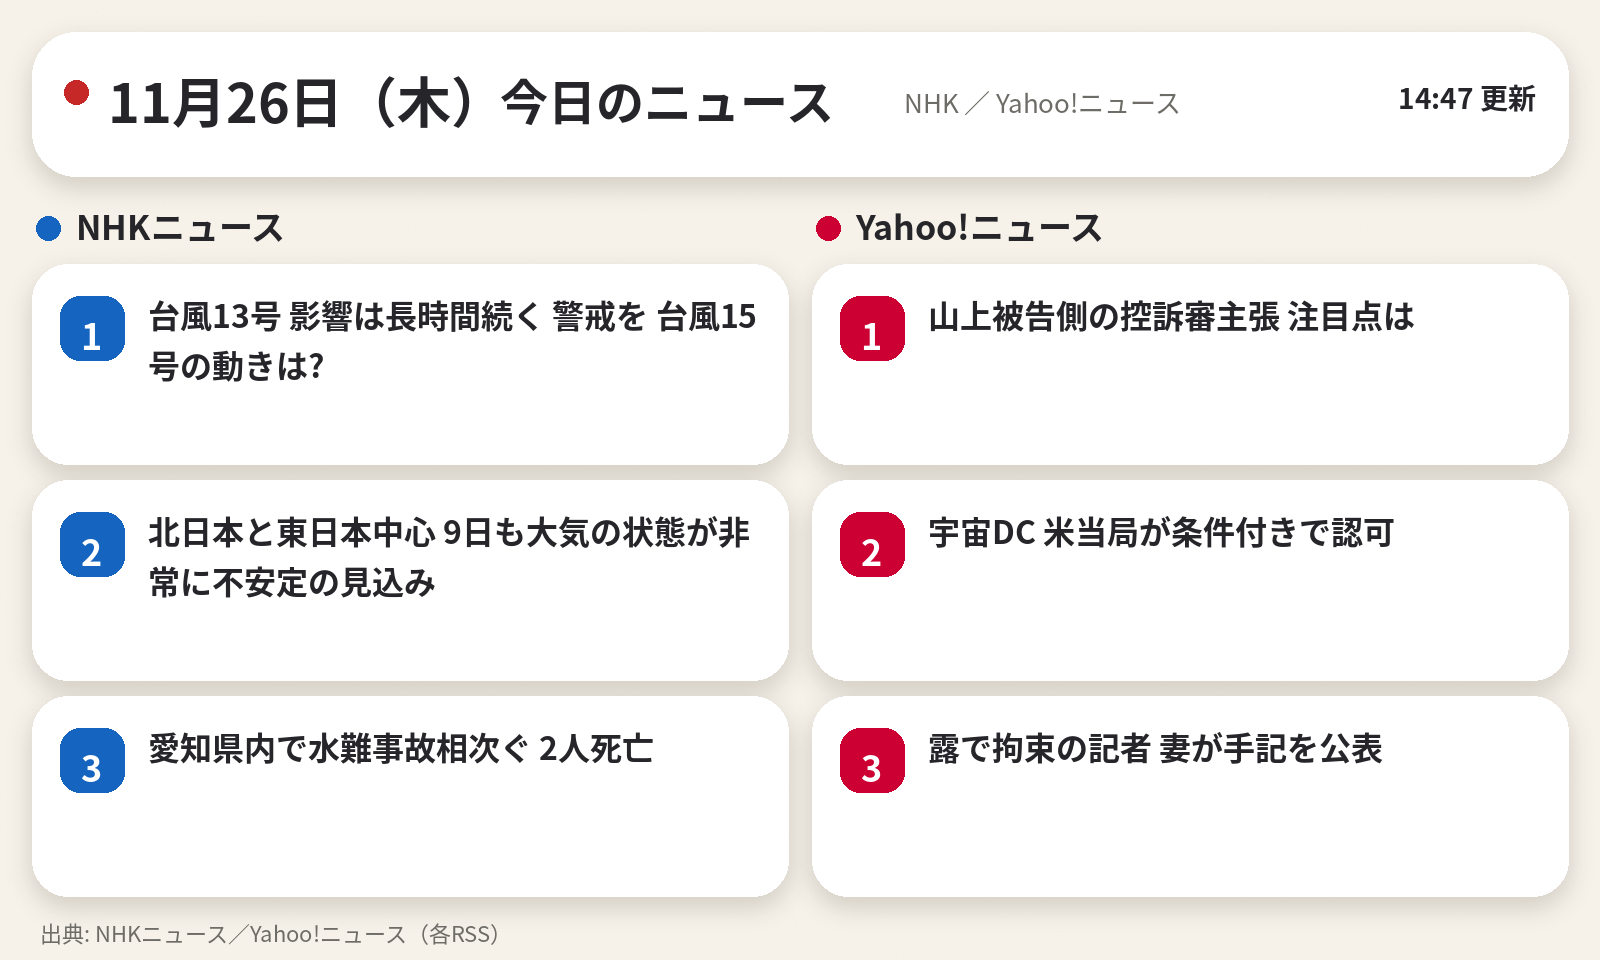 11月26日（木）今日のニュース
NHK ／ Yahoo!ニュース
14:47 更新
NHKニュース
1
台風13号 影響は長時間続く 警戒を 台風15
号の動きは?
2
北日本と東日本中心 9日も大気の状態が非
常に不安定の見込み
3
愛知県内で水難事故相次ぐ 2人死亡
Yahoo!ニュース
1
山上被告側の控訴審主張 注目点は
2
宇宙DC 米当局が条件付きで認可
3
露で拘束の記者 妻が手記を公表
出典: NHKニュース／Yahoo!ニュース（各RSS）